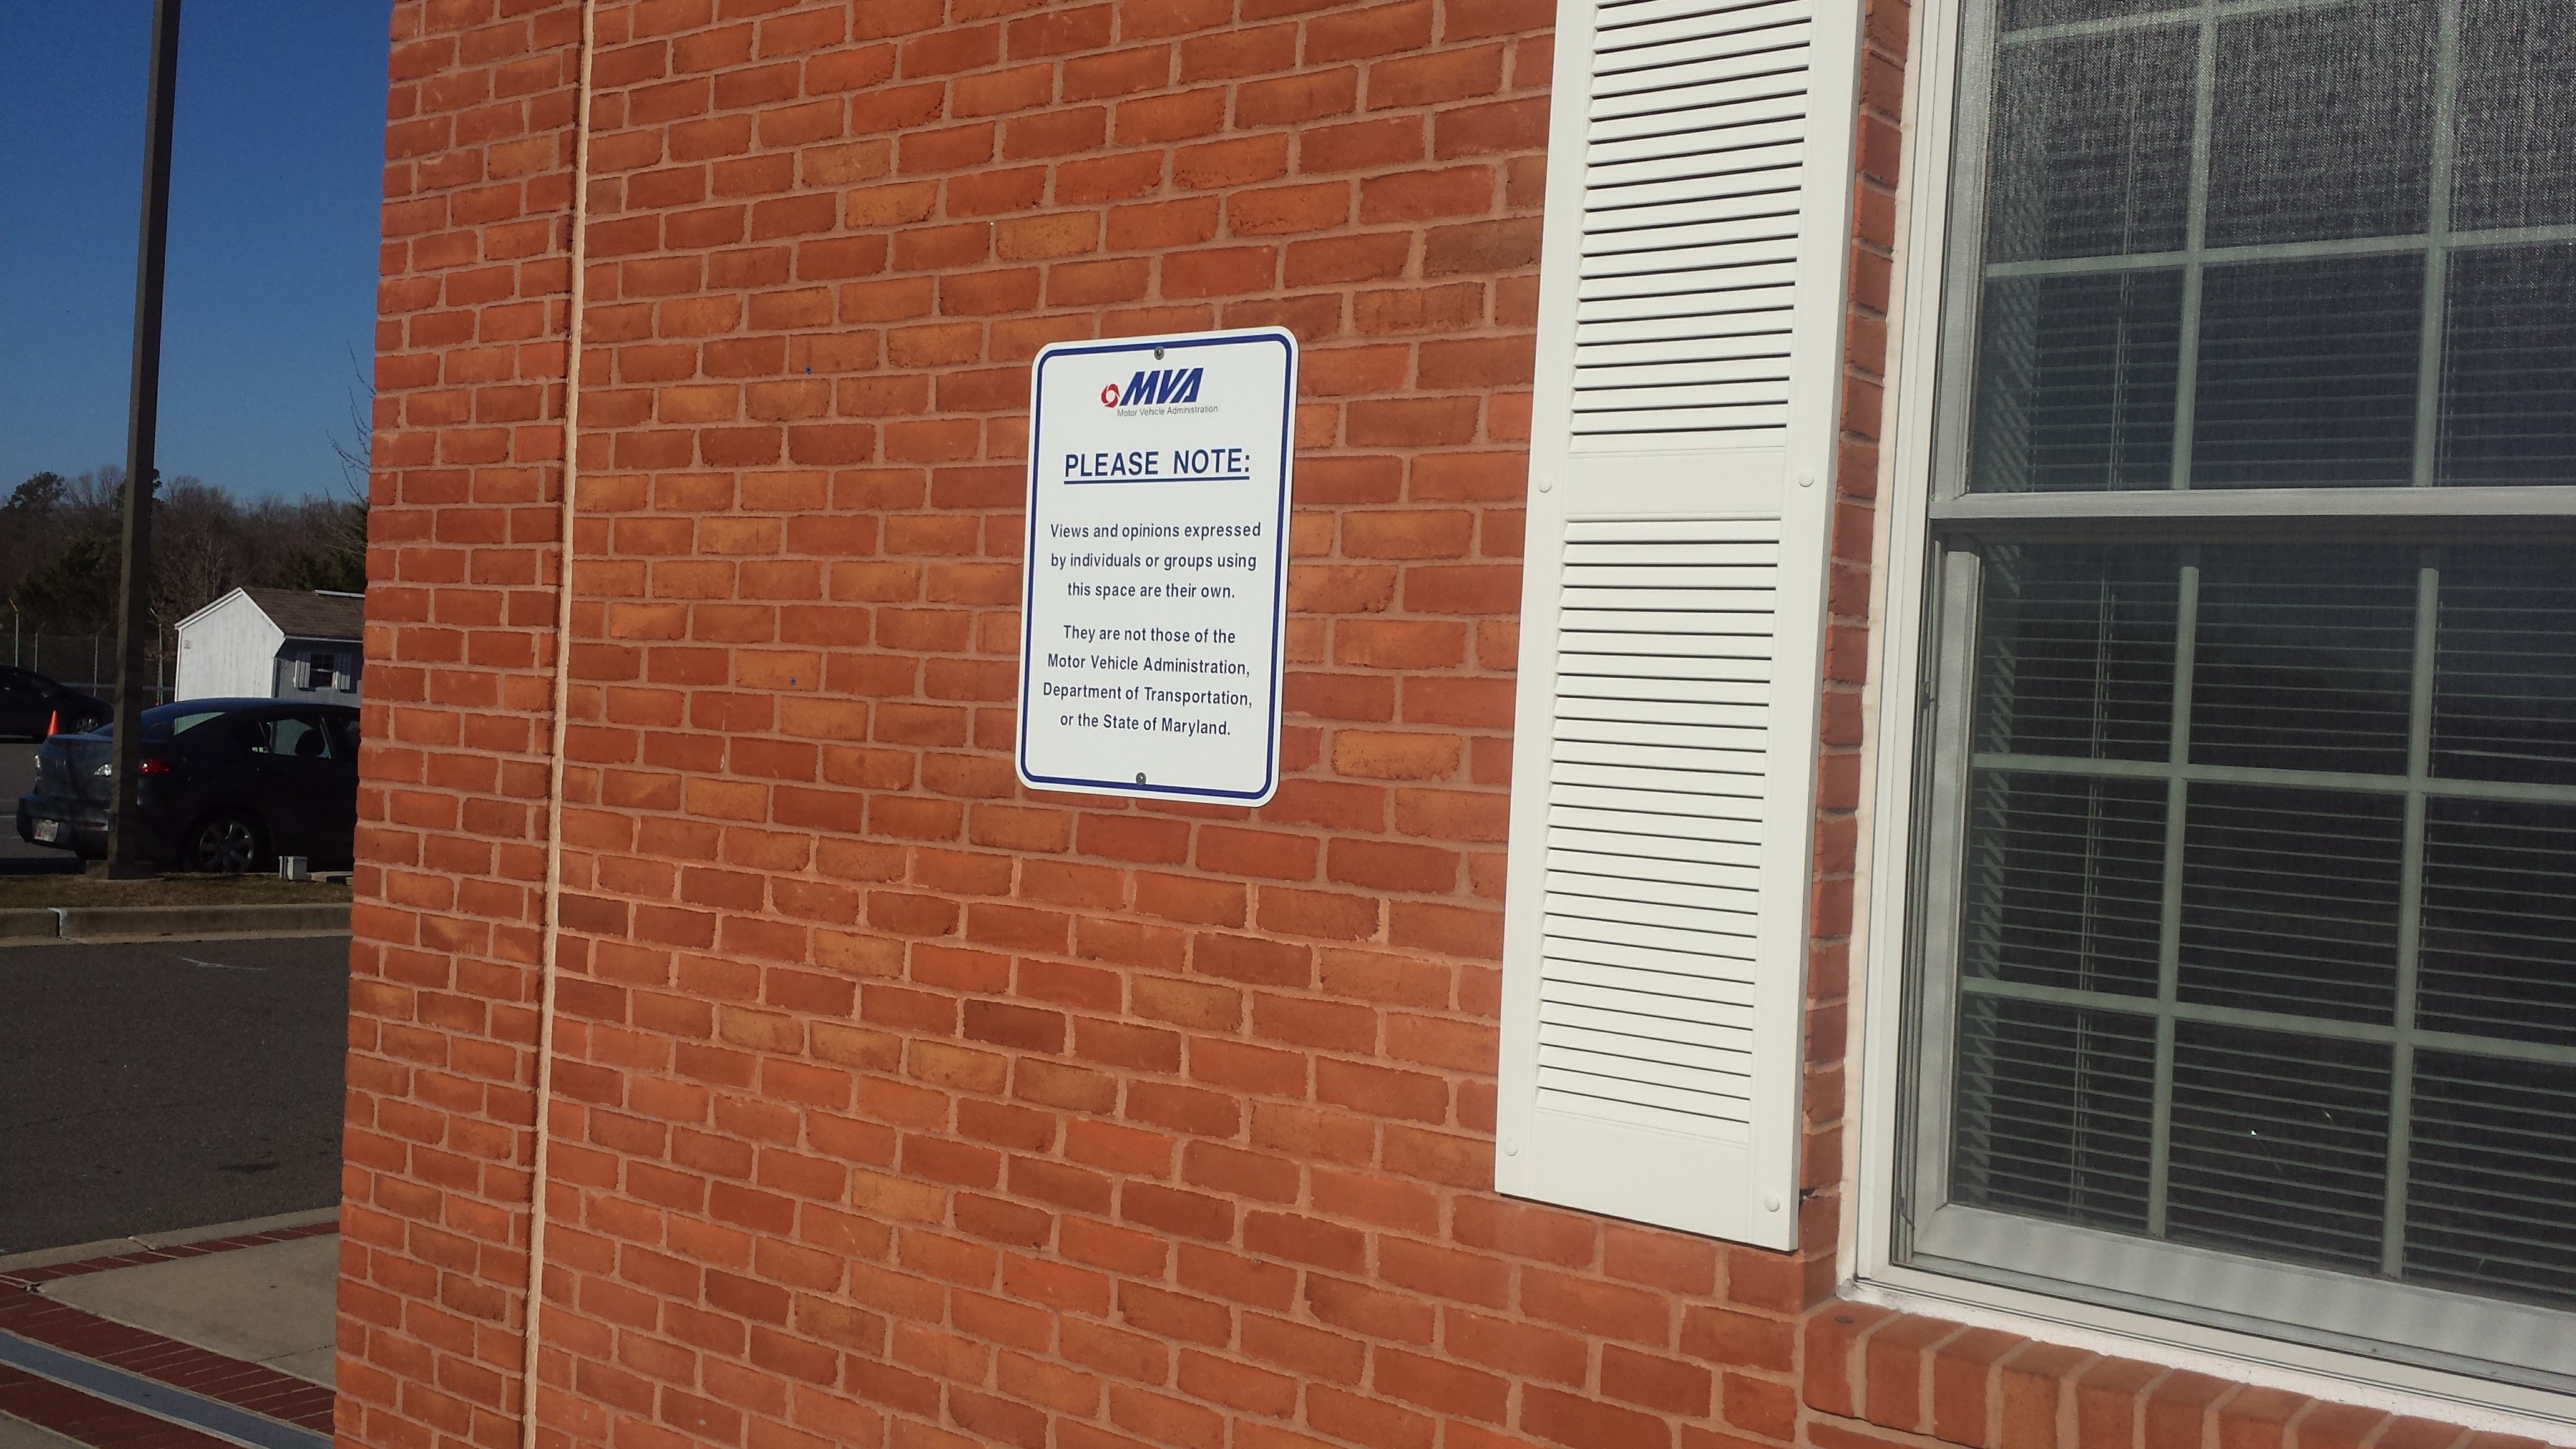 MVA
Motor Vehicle Administration
PLEASE NOTE:
Views and opinions expressed
by individuals or groups using
this space are their own.
They are not those of the
Motor Vehicle Administration,
Department of Transportation,
or the State of Maryland.